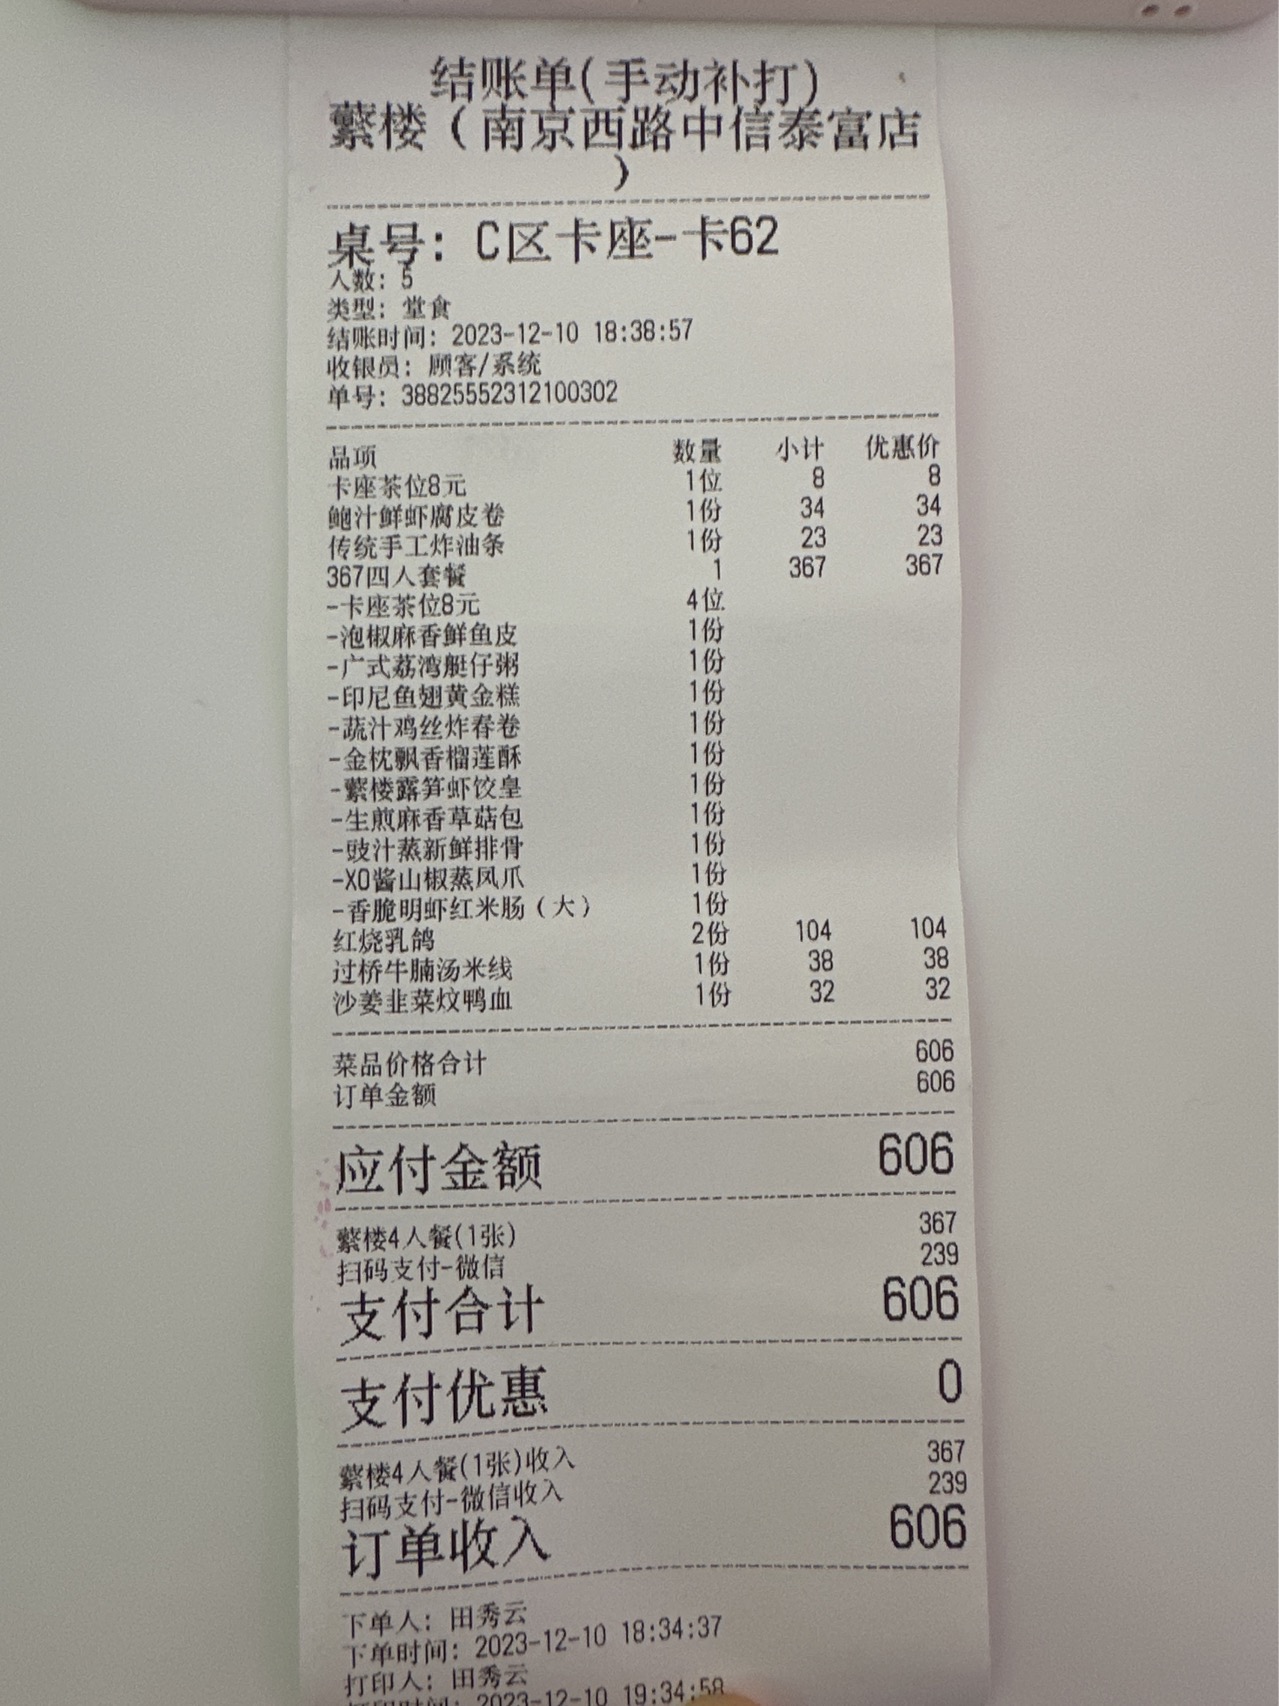 结账单(手动补打)
蘩楼（南京西路中信泰富店
）
桌号: C区卡座-卡62
人数: 5
类型: 堂食
结账时间: 2023-12-10 18:38:57
收银员: 顾客/系统
单号: 38825552312100302
品项 数量 小计 优惠价
卡座茶位8元 1位 8 8
鲍汁鲜虾腐皮卷 1份 34 34
传统手工炸油条 1份 23 23
367四人套餐 1 367 367
-卡座茶位8元 4位
-泡椒麻香鲜鱼皮 1份
-广式荔湾艇仔粥 1份
-印尼鱼翅黄金糕 1份
-蔬汁鸡丝炸春卷 1份
-金枕飘香榴莲酥 1份
-蘩楼露笋虾饺皇 1份
-生煎麻香草菇包 1份
-豉汁蒸新鲜排骨 1份
-XO酱山椒蒸凤爪 1份
-香脆明虾红米肠（大） 1份
红烧乳鸽 2份 104 104
过桥牛腩汤米线 1份 38 38
沙姜韭菜炆鸭血 1份 32 32
菜品价格合计 606
订单金额 606
应付金额 606
蘩楼4人餐(1张) 367
扫码支付-微信 239
支付合计 606
支付优惠 0
蘩楼4人餐(1张)收入 367
扫码支付-微信收入 239
订单收入 606
下单人: 田秀云
下单时间: 2023-12-10 18:34:37
打印人: 田秀云
打印时间: 2023-12-10 19:34:58